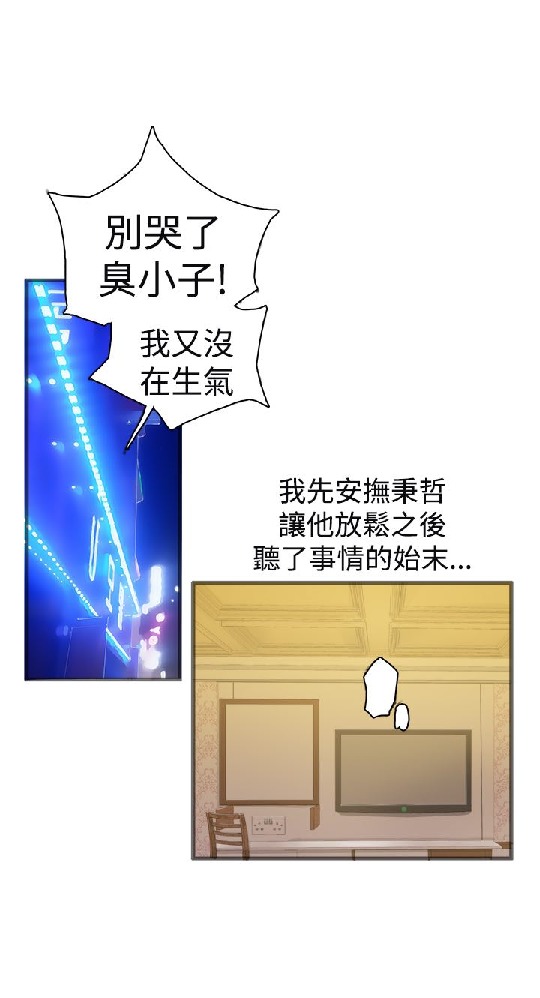 別哭了
臭小子!
我又沒
在生氣
我先安撫秉哲
讓他放鬆之後
聽了事情的始末...